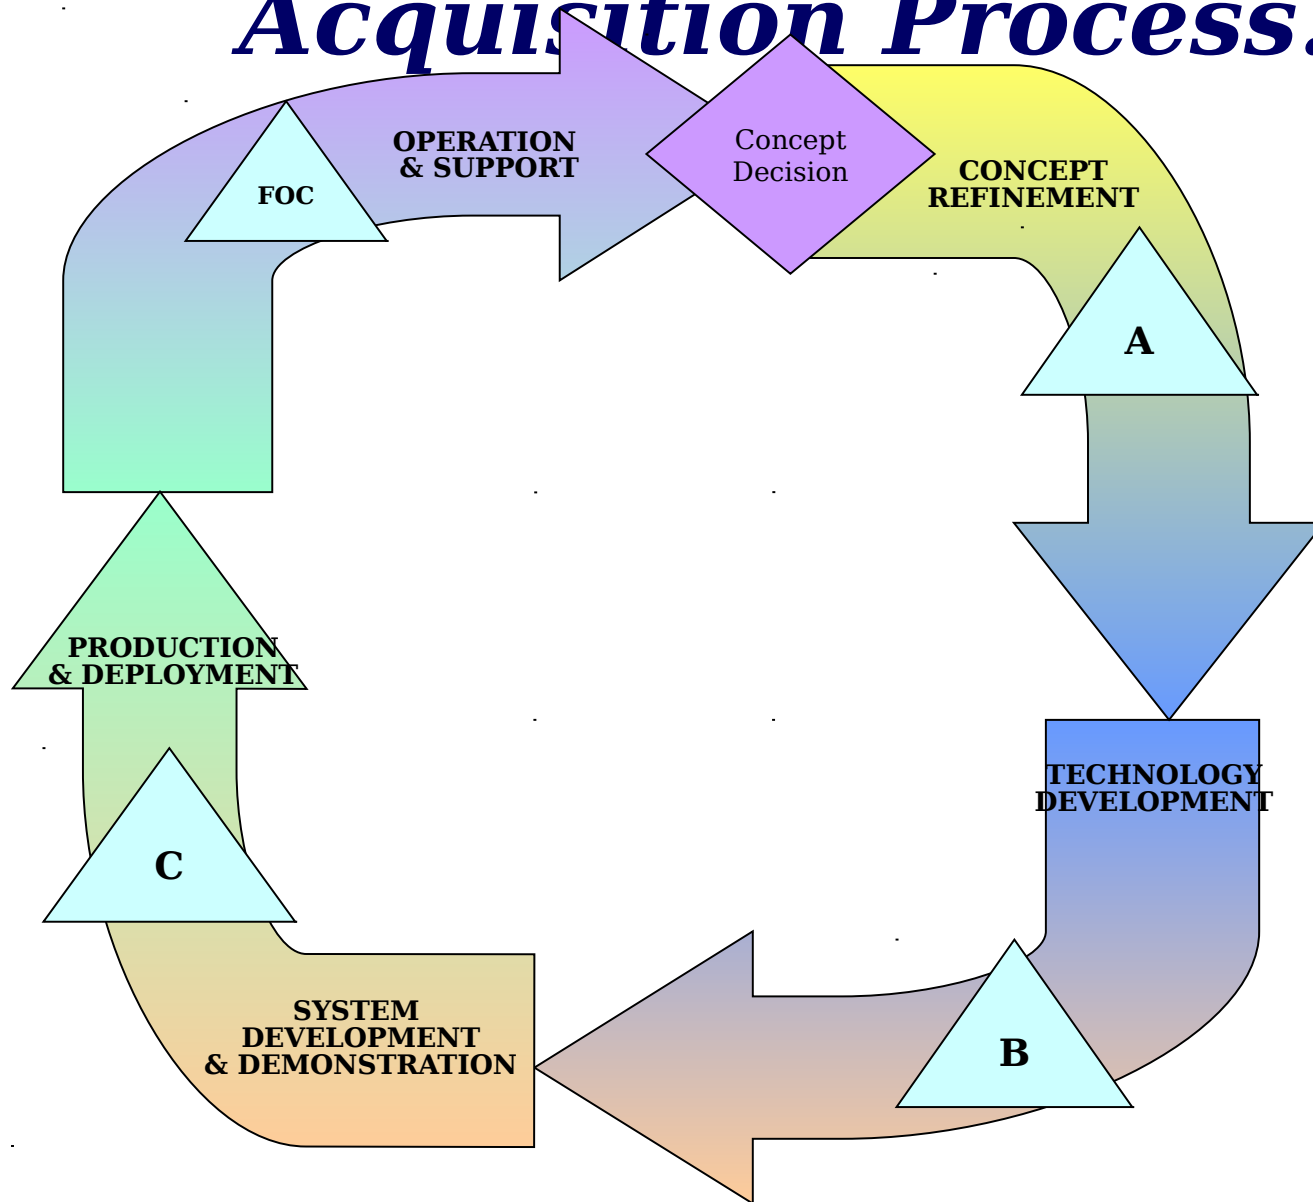 Acquisition Process:
OPERATION
& SUPPORT
Concept
Decision
CONCEPT
REFINEMENT
FOC
A
PRODUCTION
& DEPLOYMENT
TECHNOLOGY
DEVELOPMENT
C
SYSTEM
DEVELOPMENT
& DEMONSTRATION
B